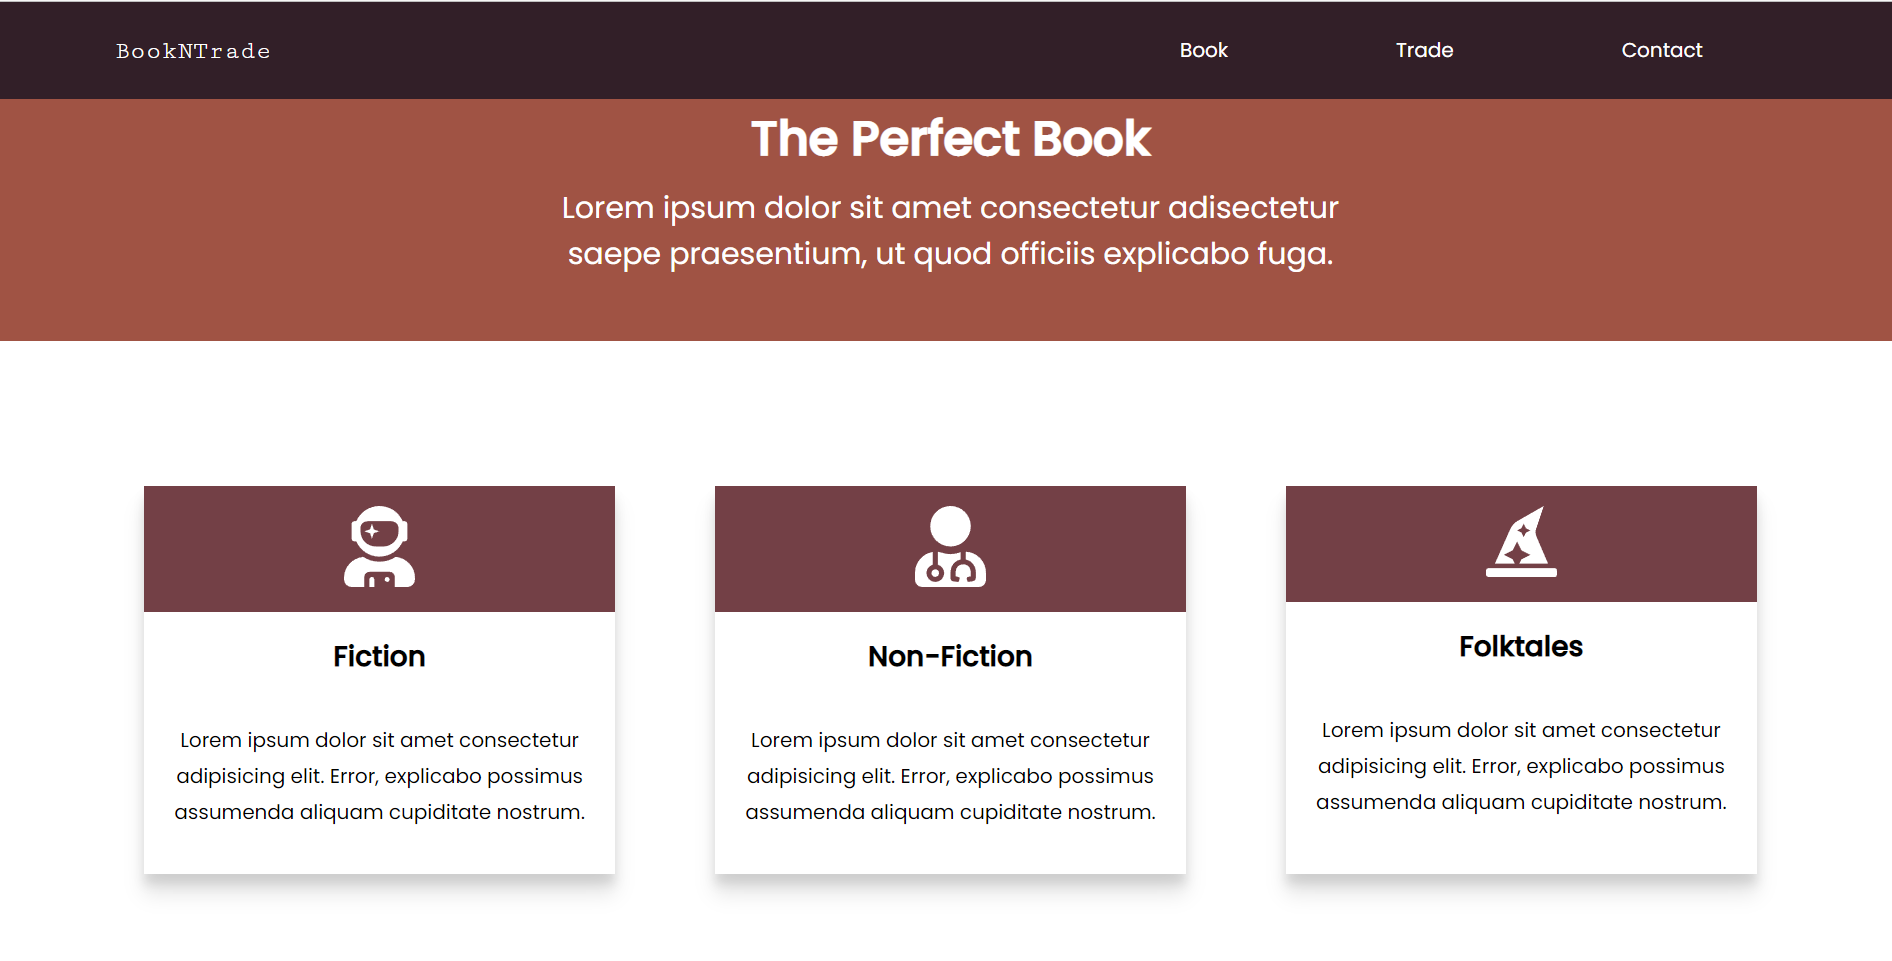 BookNTrade
Book
Trade
Contact
The Perfect Book
Lorem ipsum dolor sit amet consectetur adisectetur
saepe praesentium, ut quod officiis explicabo fuga.
Fiction
Lorem ipsum dolor sit amet consectetur
adipisicing elit. Error, explicabo possimus
assumenda aliquam cupiditate nostrum.
Non-Fiction
Lorem ipsum dolor sit amet consectetur
adipisicing elit. Error, explicabo possimus
assumenda aliquam cupiditate nostrum.
Folktales
Lorem ipsum dolor sit amet consectetur
adipisicing elit. Error, explicabo possimus
assumenda aliquam cupiditate nostrum.